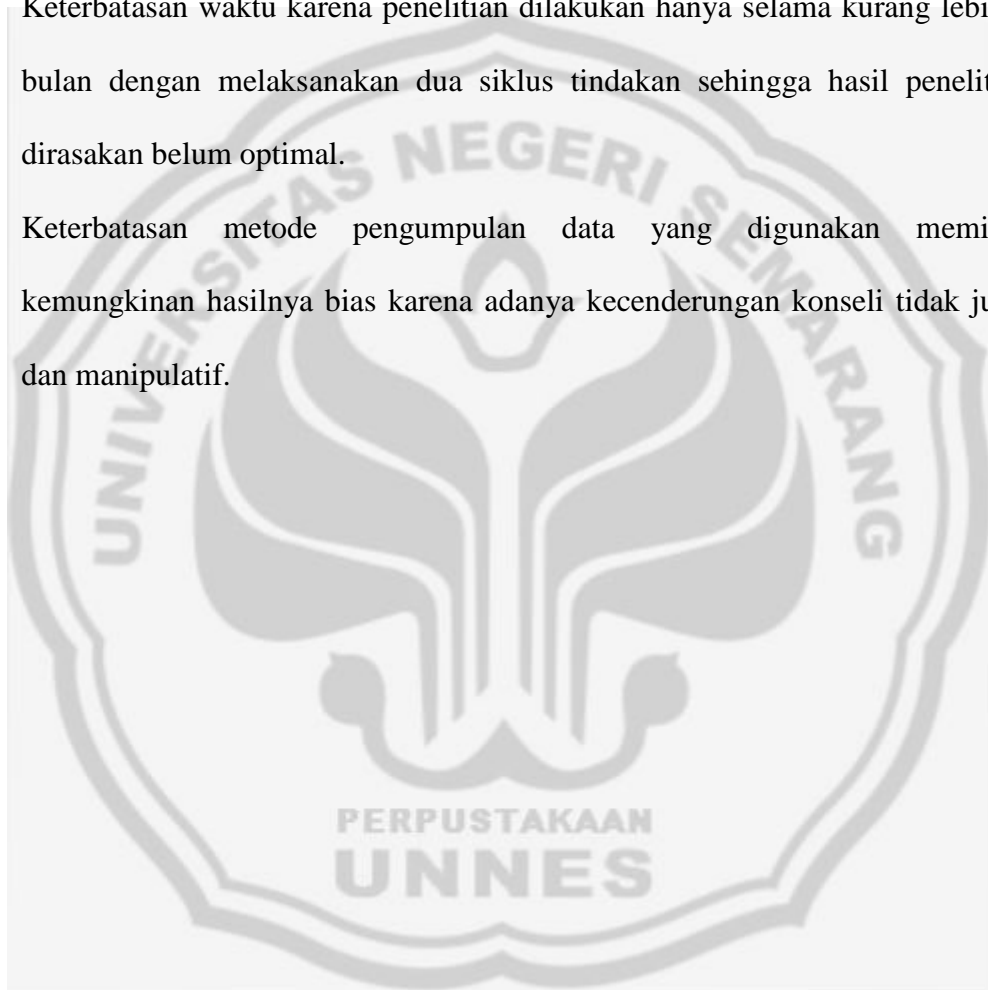 Keterbatasan waktu karena penelitian dilakukan hanya selama kurang lebi
bulan dengan melaksanakan dua siklus tindakan sehingga hasil penelit
dirasakan belum optimal.
Keterbatasan metode pengumpulan data yang digunakan memi
kemungkinan hasilnya bias karena adanya kecenderungan konseli tidak ju
dan manipulatif.
UNIVERSITAS NEGERI SEMARANG
PERPUSTAKAAN
UNNES